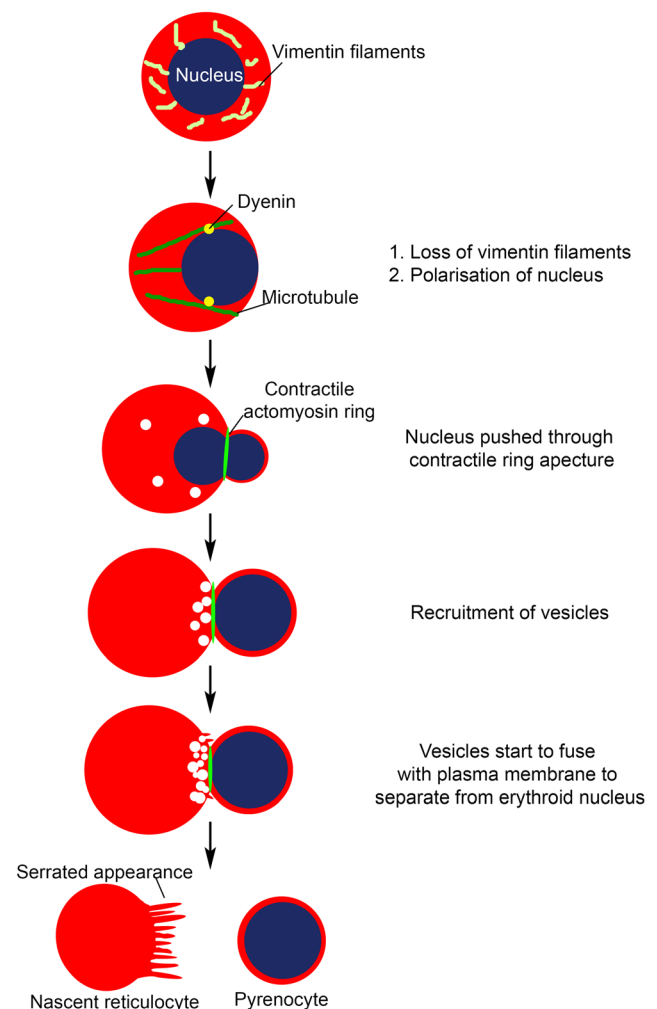 Nucleus
Vimentin filaments
Dyenin
1. Loss of vimentin filaments
2. Polarisation of nucleus
Microtubule
Contractile
actomyosin ring
Nucleus pushed through
contractile ring apecture
Recruitment of vesicles
Vesicles start to fuse
with plasma membrane to
separate from erythroid nucleus
Serrated appearance
Nascent reticulocyte
Pyrenocyte